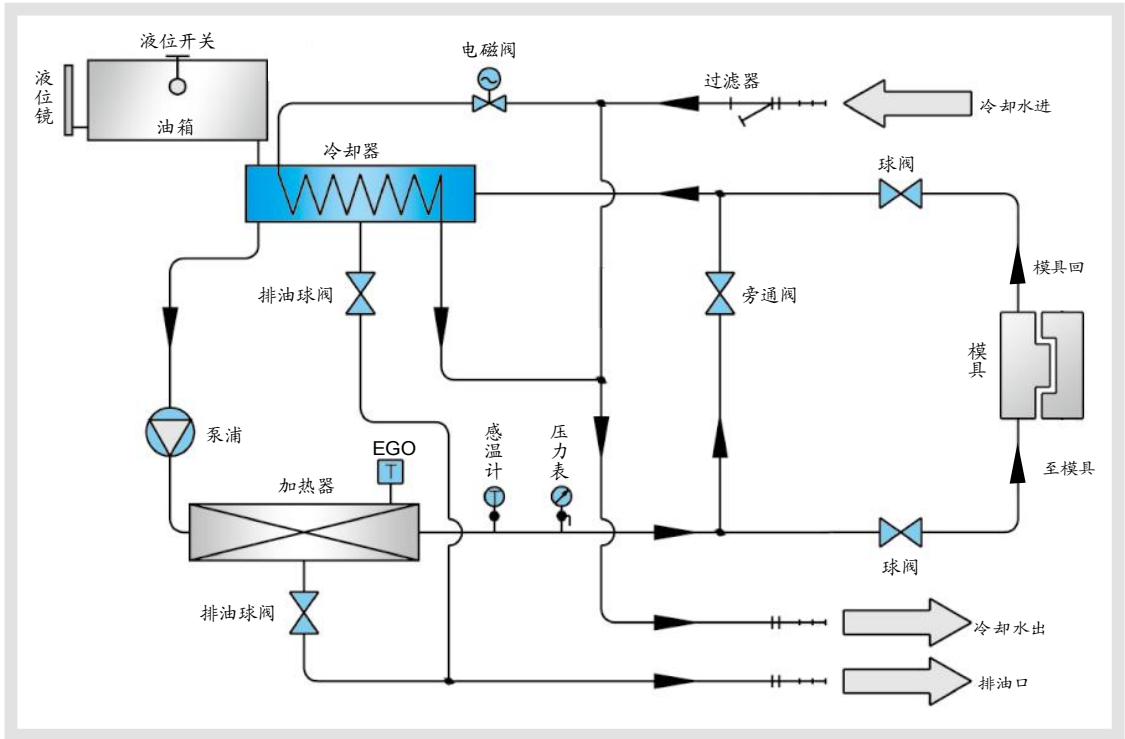 液位开关
液位镜
油箱
电磁阀
过滤器
冷却水进
冷却器
球阀
模具回
排油球阀
旁通阀
模具
泵浦
EGO
T
感温计
T
压力表
至模具
加热器
球阀
排油球阀
冷却水出
排油口